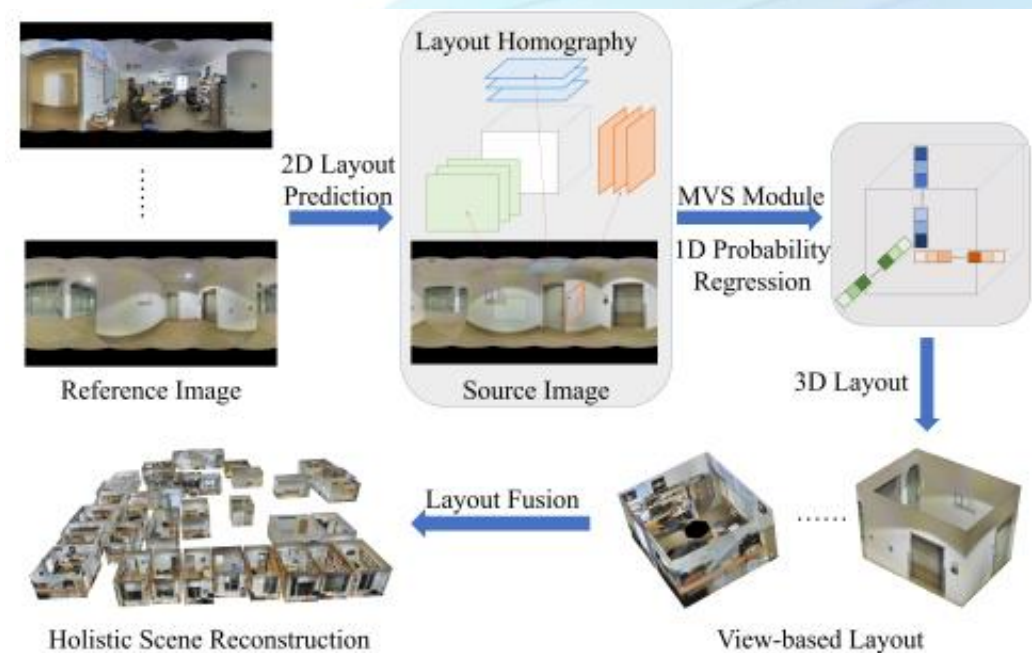 Layout Homography
2D Layout
Prediction
MVS Module
1D Probability
Regression
Reference Image
Source Image
3D Layout
Layout Fusion
Holistic Scene Reconstruction
View-based Layout